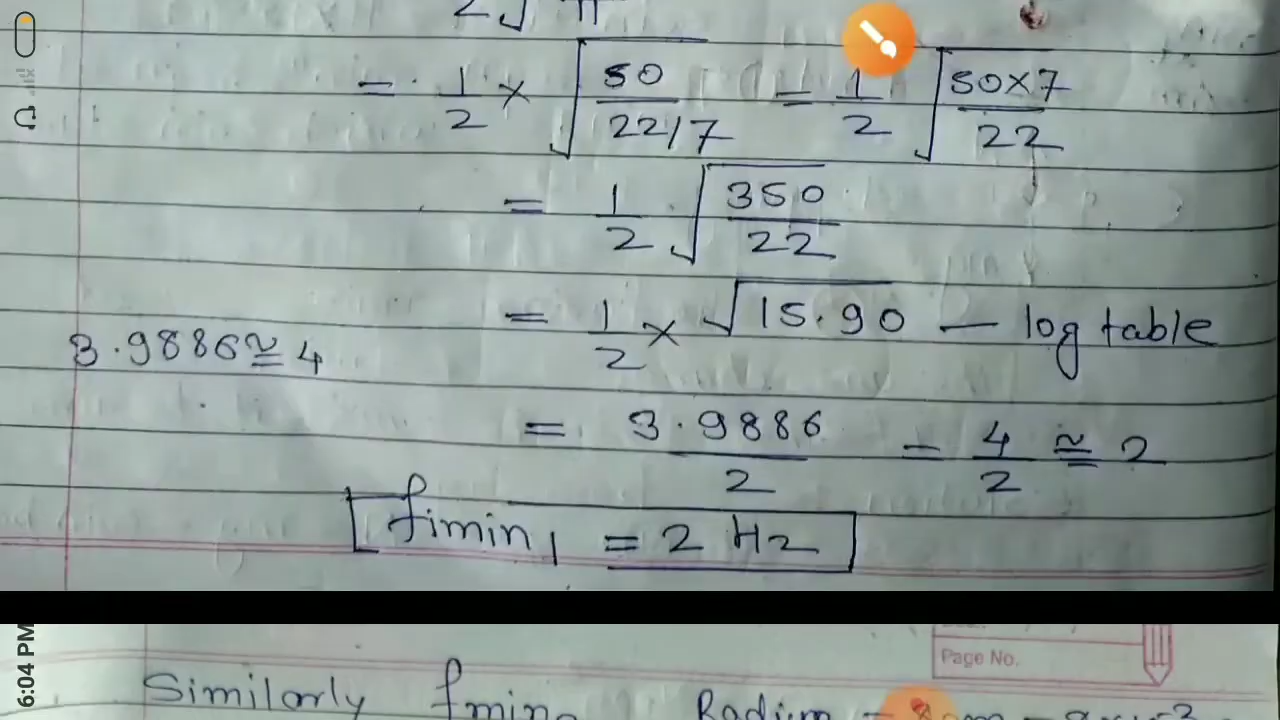 = 1/2 × √(50/(22/7)) = 1/2 √((50×7)/22)
= 1/2 √(350/22)
= 1/2 × √15.90 — log table
3.9886 ≅ 4
= 3.9886/2 = 4/2 ≅ 2
fmin1 = 2 Hz
6:04 PM
Page No.
Similarly fmin